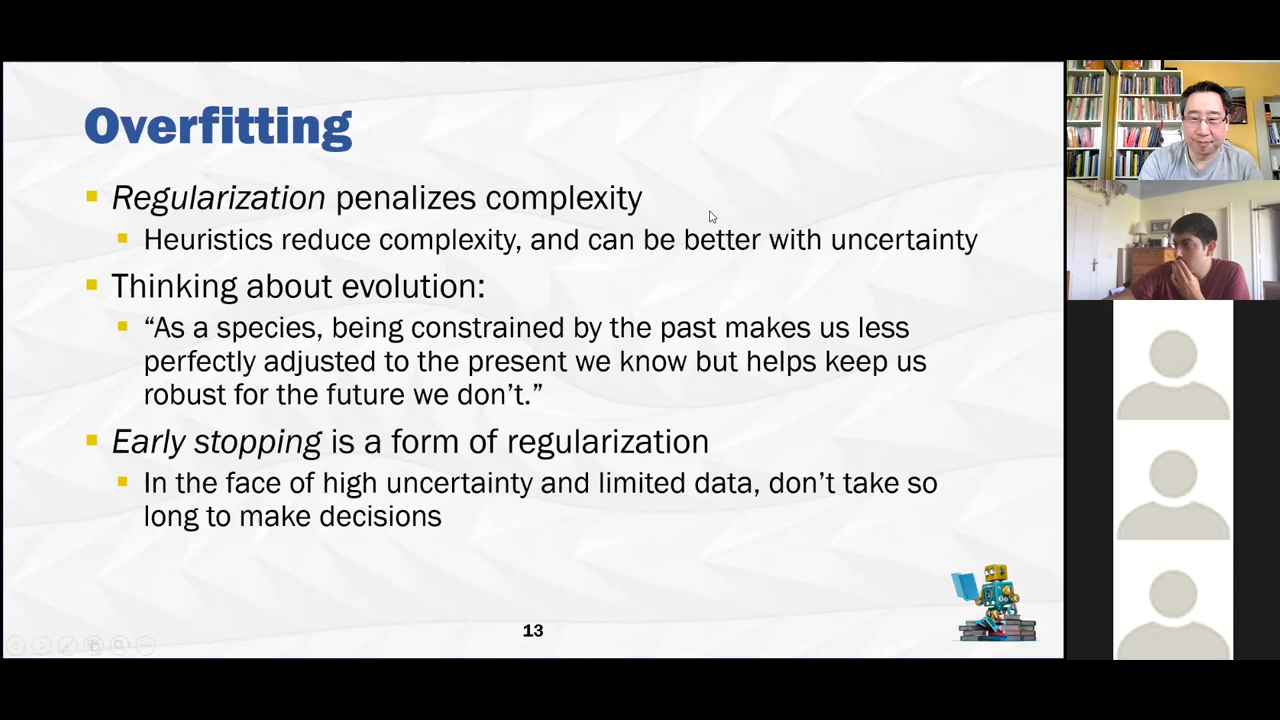 Overfitting
Regularization penalizes complexity
Heuristics reduce complexity, and can be better with uncertainty
Thinking about evolution:
“As a species, being constrained by the past makes us less
perfectly adjusted to the present we know but helps keep us
robust for the future we don’t.”
Early stopping is a form of regularization
In the face of high uncertainty and limited data, don’t take so
long to make decisions
13